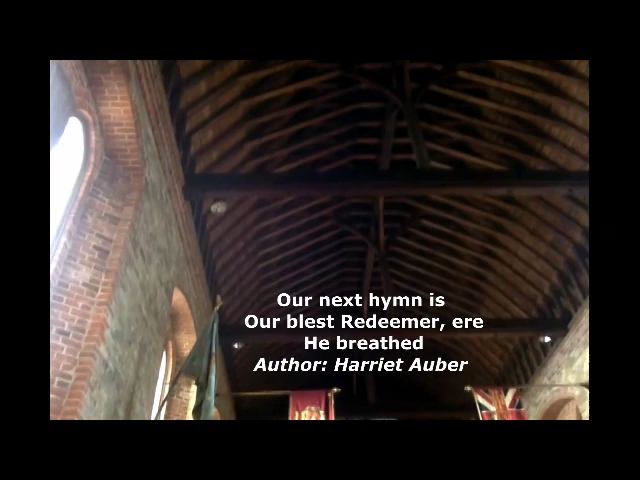 Our next hymn is
Our blest Redeemer, ere
He breathed
Author: Harriet Auber